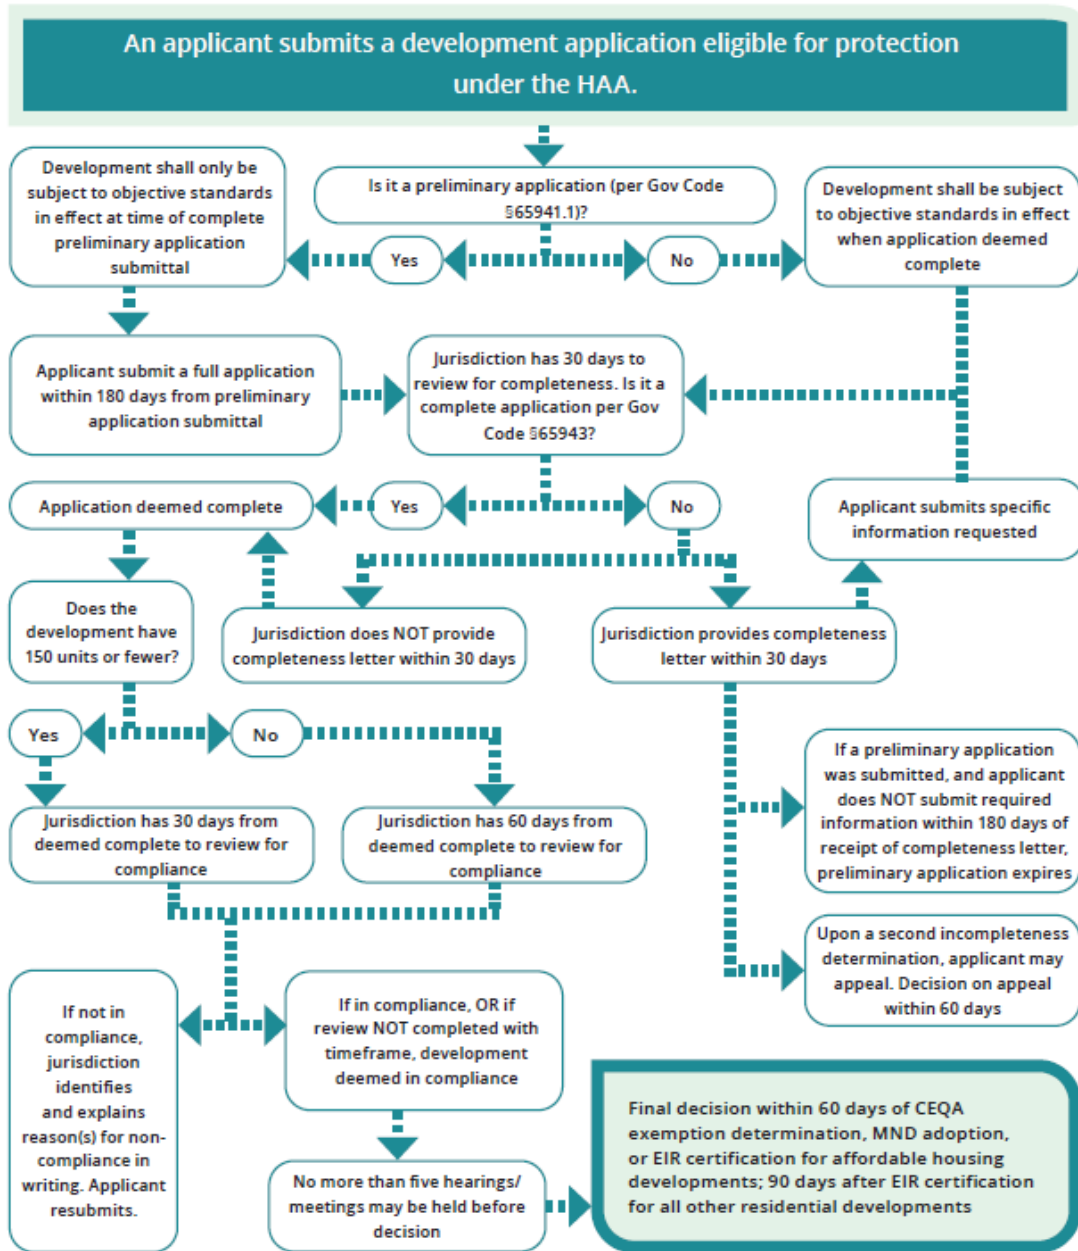 An applicant submits a development application eligible for protection
under the HAA.
Development shall only be
subject to objective standards
in effect at time of complete
preliminary application
submittal
Is it a preliminary application (per Gov Code
§65941.1)?
Development shall be subject
to objective standards in effect
when application deemed
complete
Yes
No
Applicant submit a full application
within 180 days from preliminary
application submittal
Jurisdiction has 30 days to
review for completeness. Is it a
complete application per Gov
Code §65943?
Application deemed complete
Yes
No
Applicant submits specific
information requested
Does the
development have
150 units or fewer?
Jurisdiction does NOT provide
completeness letter within 30 days
Jurisdiction provides completeness
letter within 30 days
Yes
No
If a preliminary application
was submitted, and applicant
does NOT submit required
information within 180 days of
receipt of completeness letter,
preliminary application expires
Jurisdiction has 30 days from
deemed complete to review for
compliance
Jurisdiction has 60 days from
deemed complete to review for
compliance
Upon a second incompleteness
determination, applicant may
appeal. Decision on appeal
within 60 days
If not in
compliance,
jurisdiction
identifies
and explains
reason(s) for non-
compliance in
writing. Applicant
resubmits.
If in compliance, OR if
review NOT completed with
timeframe, development
deemed in compliance
No more than five hearings/
meetings may be held before
decision
Final decision within 60 days of CEQA
exemption determination, MND adoption,
or EIR certification for affordable housing
developments; 90 days after EIR certification
for all other residential developments